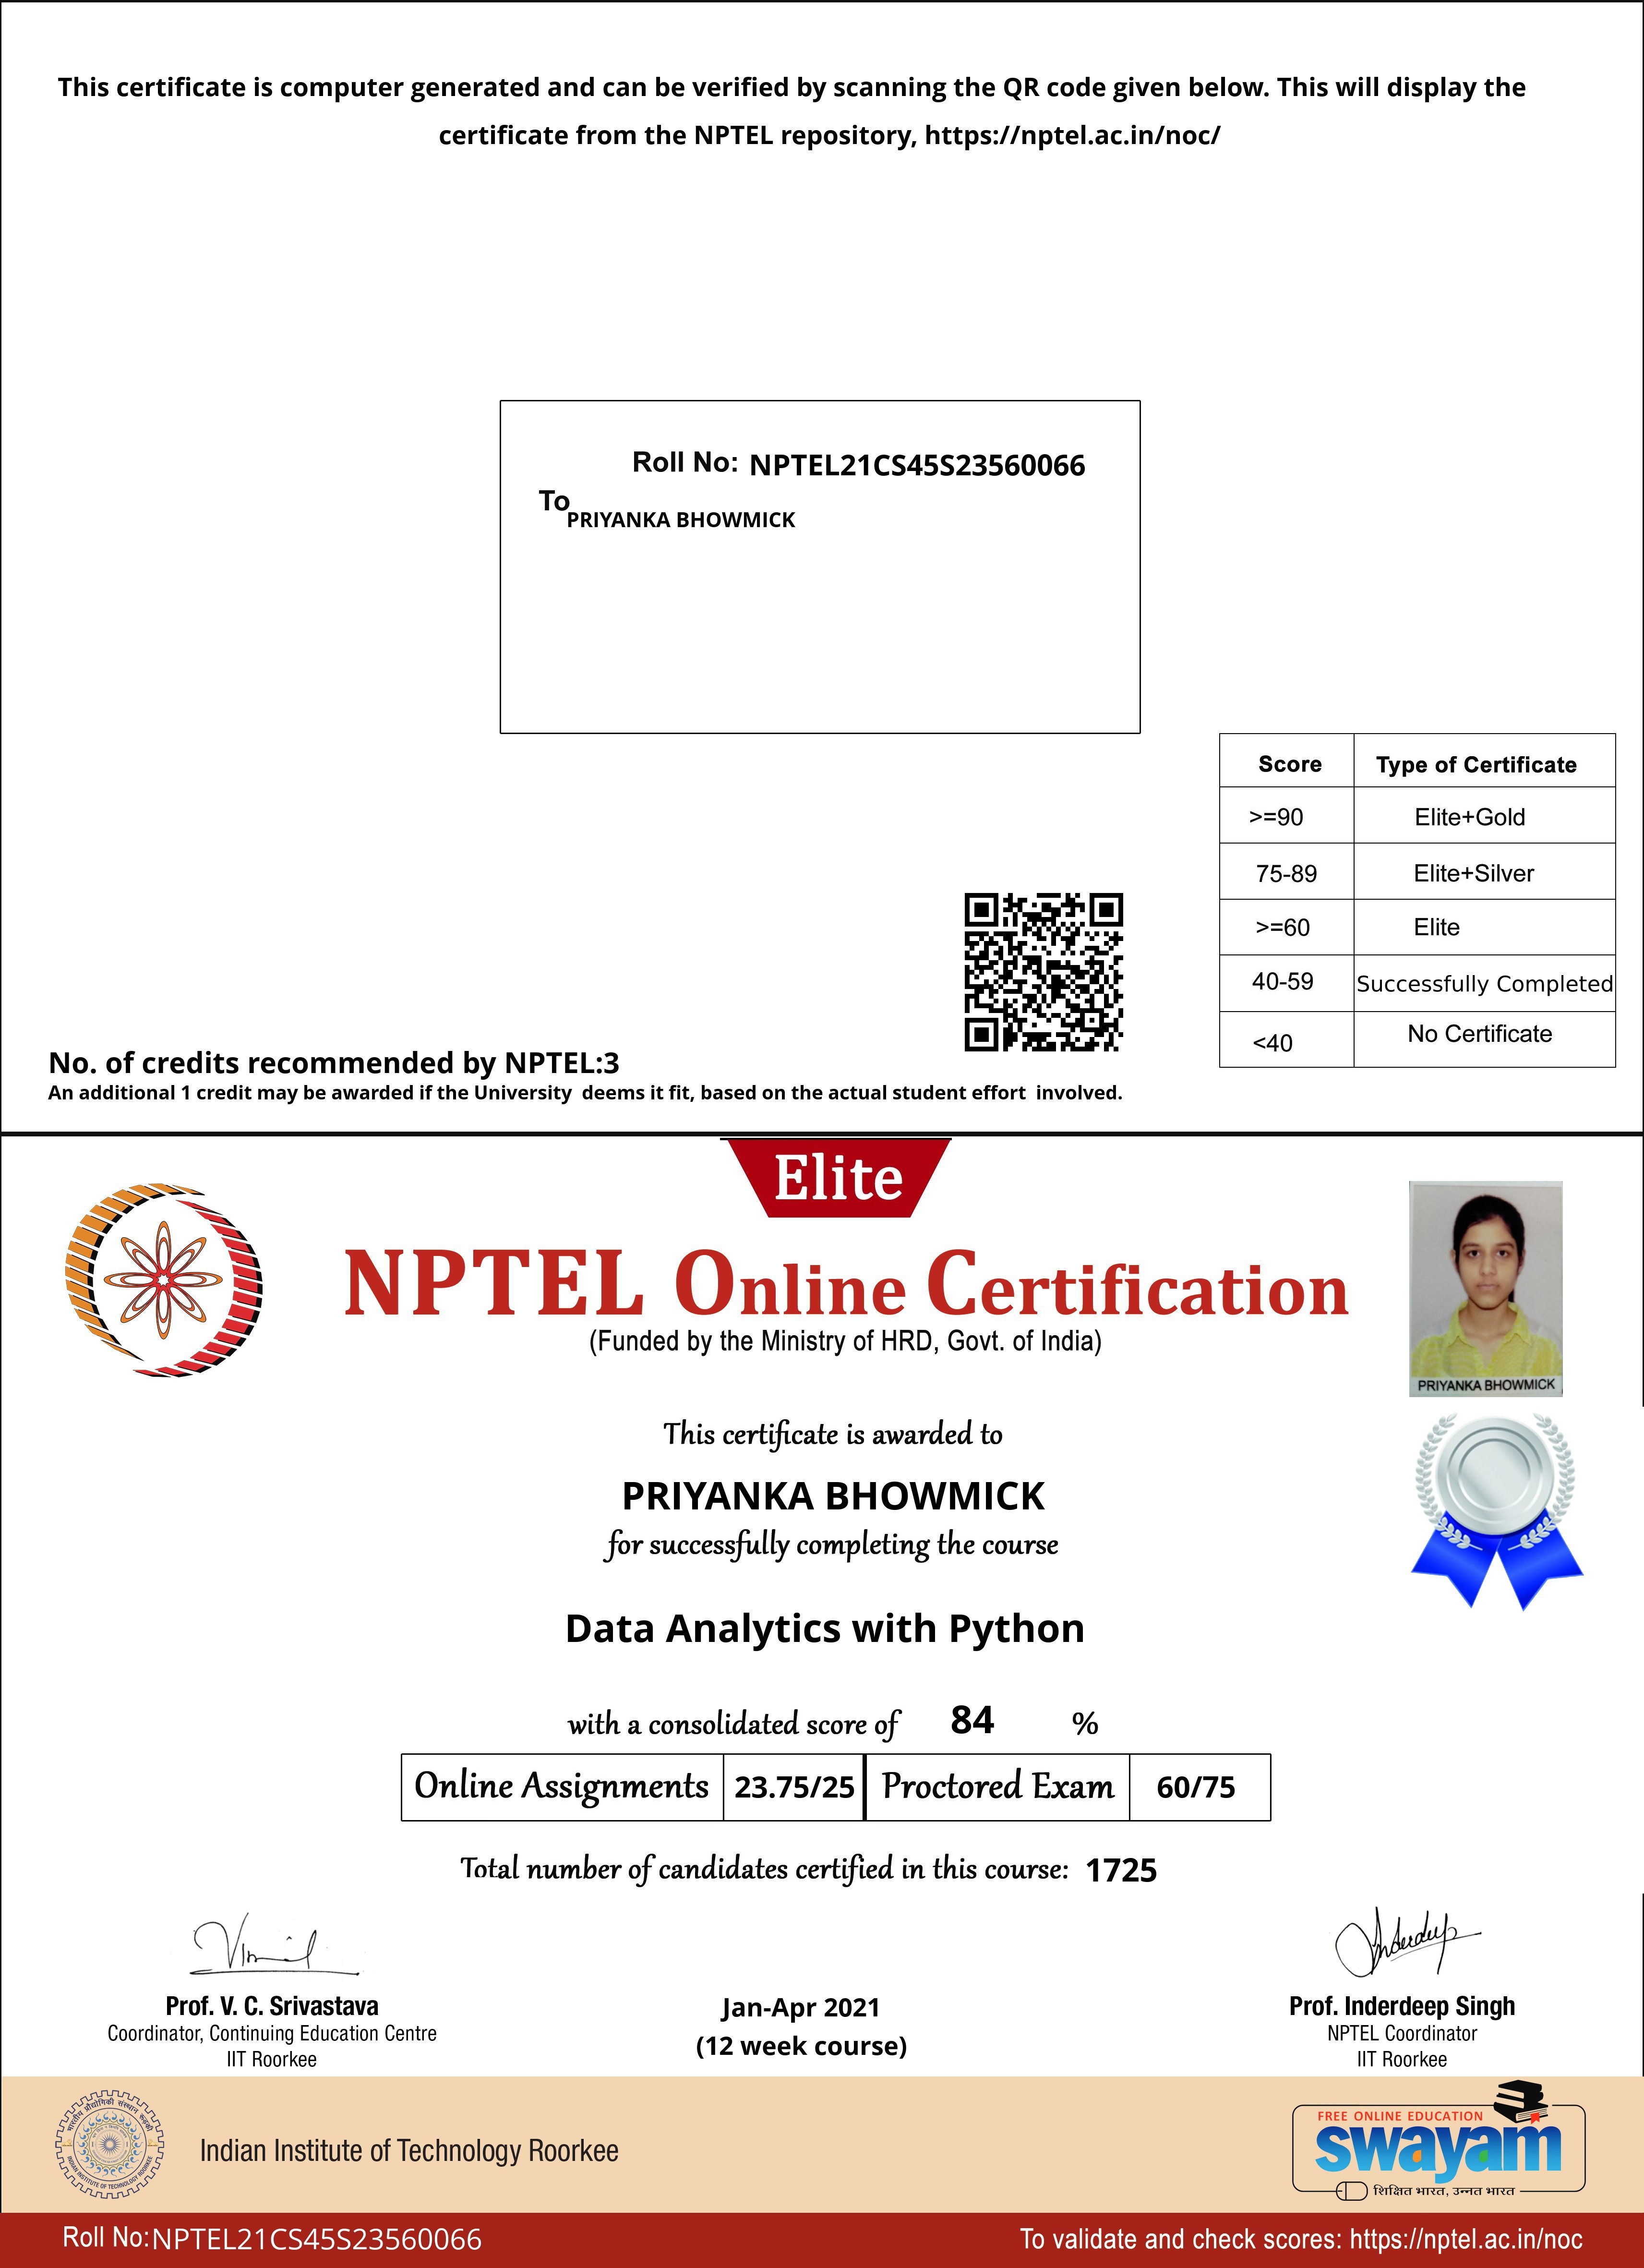 This certificate is computer generated and can be verified by scanning the QR code given below. This will display the
certificate from the NPTEL repository, https://nptel.ac.in/noc/
Roll No: NPTEL21CS45S23560066
To
PRIYANKA BHOWMICK
Score Type of Certificate
>=90 Elite+Gold
75-89 Elite+Silver
>=60 Elite
40-59 Successfully Completed
<40 No Certificate
No. of credits recommended by NPTEL:3
An additional 1 credit may be awarded if the University deems it fit, based on the actual student effort involved.
Elite
NPTEL Online Certification
(Funded by the Ministry of HRD, Govt. of India)
PRIYANKA BHOWMICK
This certificate is awarded to
PRIYANKA BHOWMICK
for successfully completing the course
Data Analytics with Python
with a consolidated score of 84 %
Online Assignments 23.75/25 Proctored Exam 60/75
Total number of candidates certified in this course: 1725
Prof. V. C. Srivastava
Coordinator, Continuing Education Centre
IIT Roorkee
Jan-Apr 2021
(12 week course)
Inderdeep
Prof. Inderdeep Singh
NPTEL Coordinator
IIT Roorkee
भारतीय प्रौद्योगिकी संस्थान रुड़की
INDIAN INSTITUTE OF TECHNOLOGY ROORKEE
Indian Institute of Technology Roorkee
FREE ONLINE EDUCATION
swayam
शिक्षित भारत, उन्नत भारत
Roll No: NPTEL21CS45S23560066
To validate and check scores: https://nptel.ac.in/noc